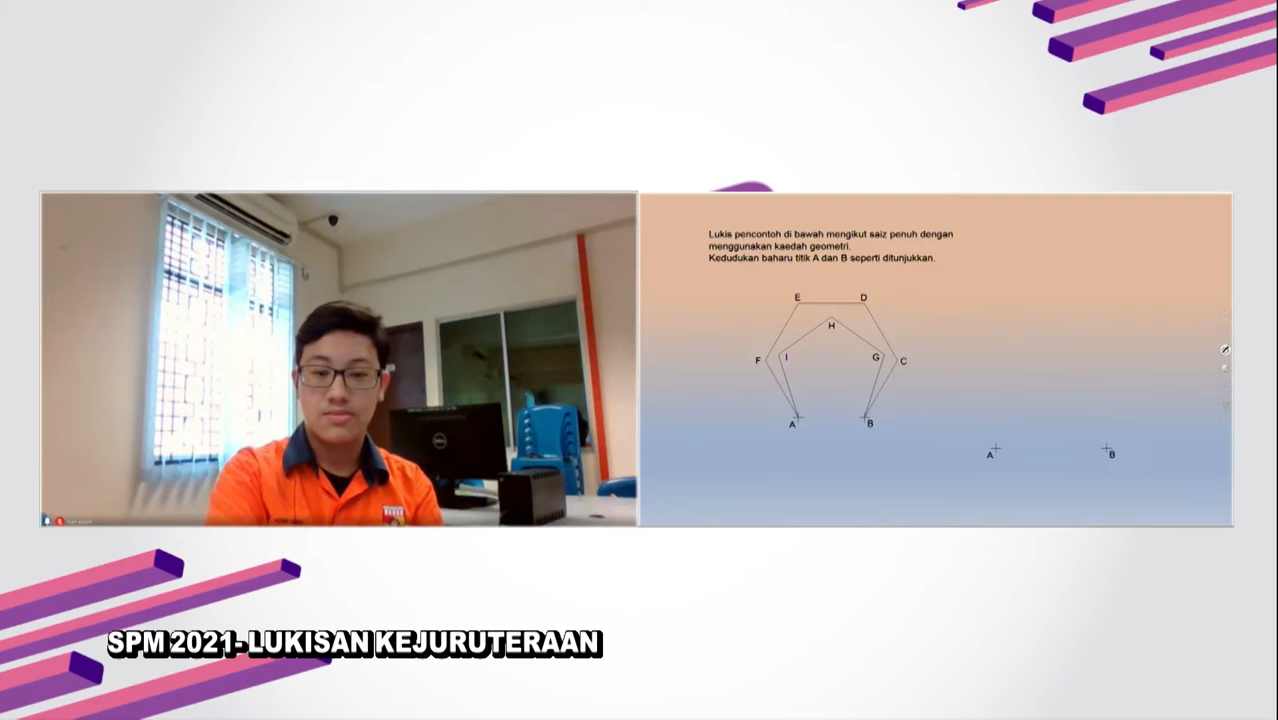 Lukis pencontoh di bawah mengikut saiz penuh dengan
menggunakan kaedah geometri.
Kedudukan baharu titik A dan B seperti ditunjukkan.
E D
H
F I G C
A B
A B
DELL
SPM 2021- LUKISAN KEJURUTERAAN